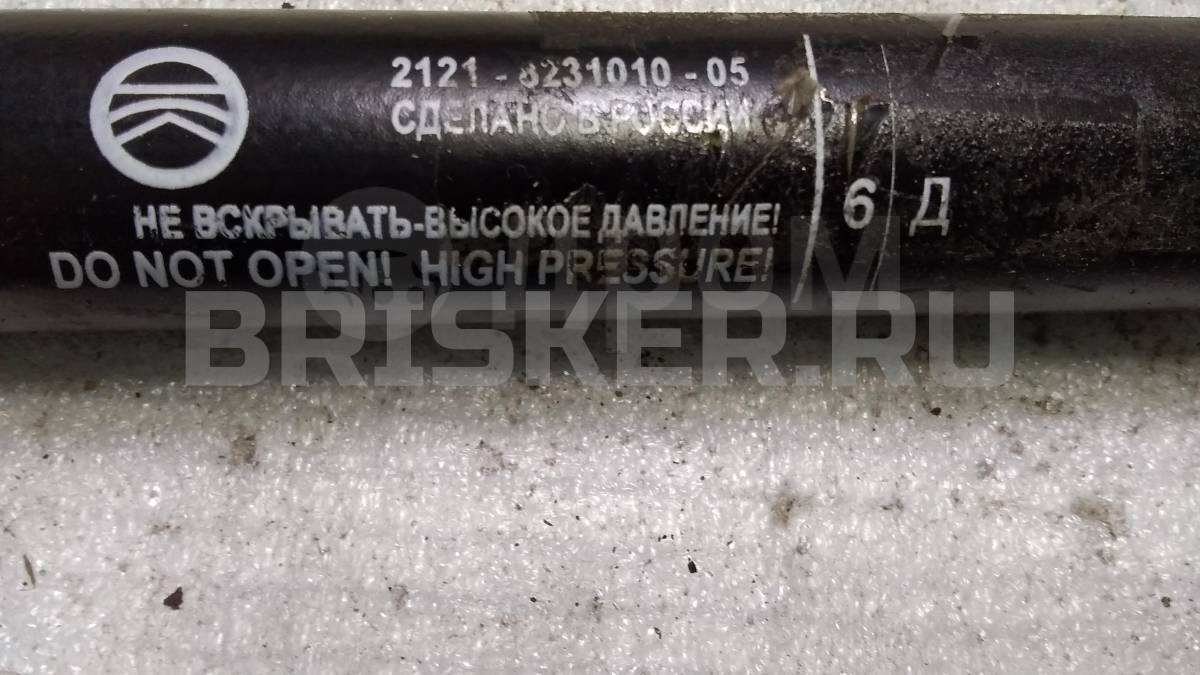 2121 - 8231010 - 05
СДЕЛАНО В РОССИИ
НЕ ВСКРЫВАТЬ-ВЫСОКОЕ ДАВЛЕНИЕ!
DO NOT OPEN! HIGH PRESSURE!
6 Д
BRISKER.RU